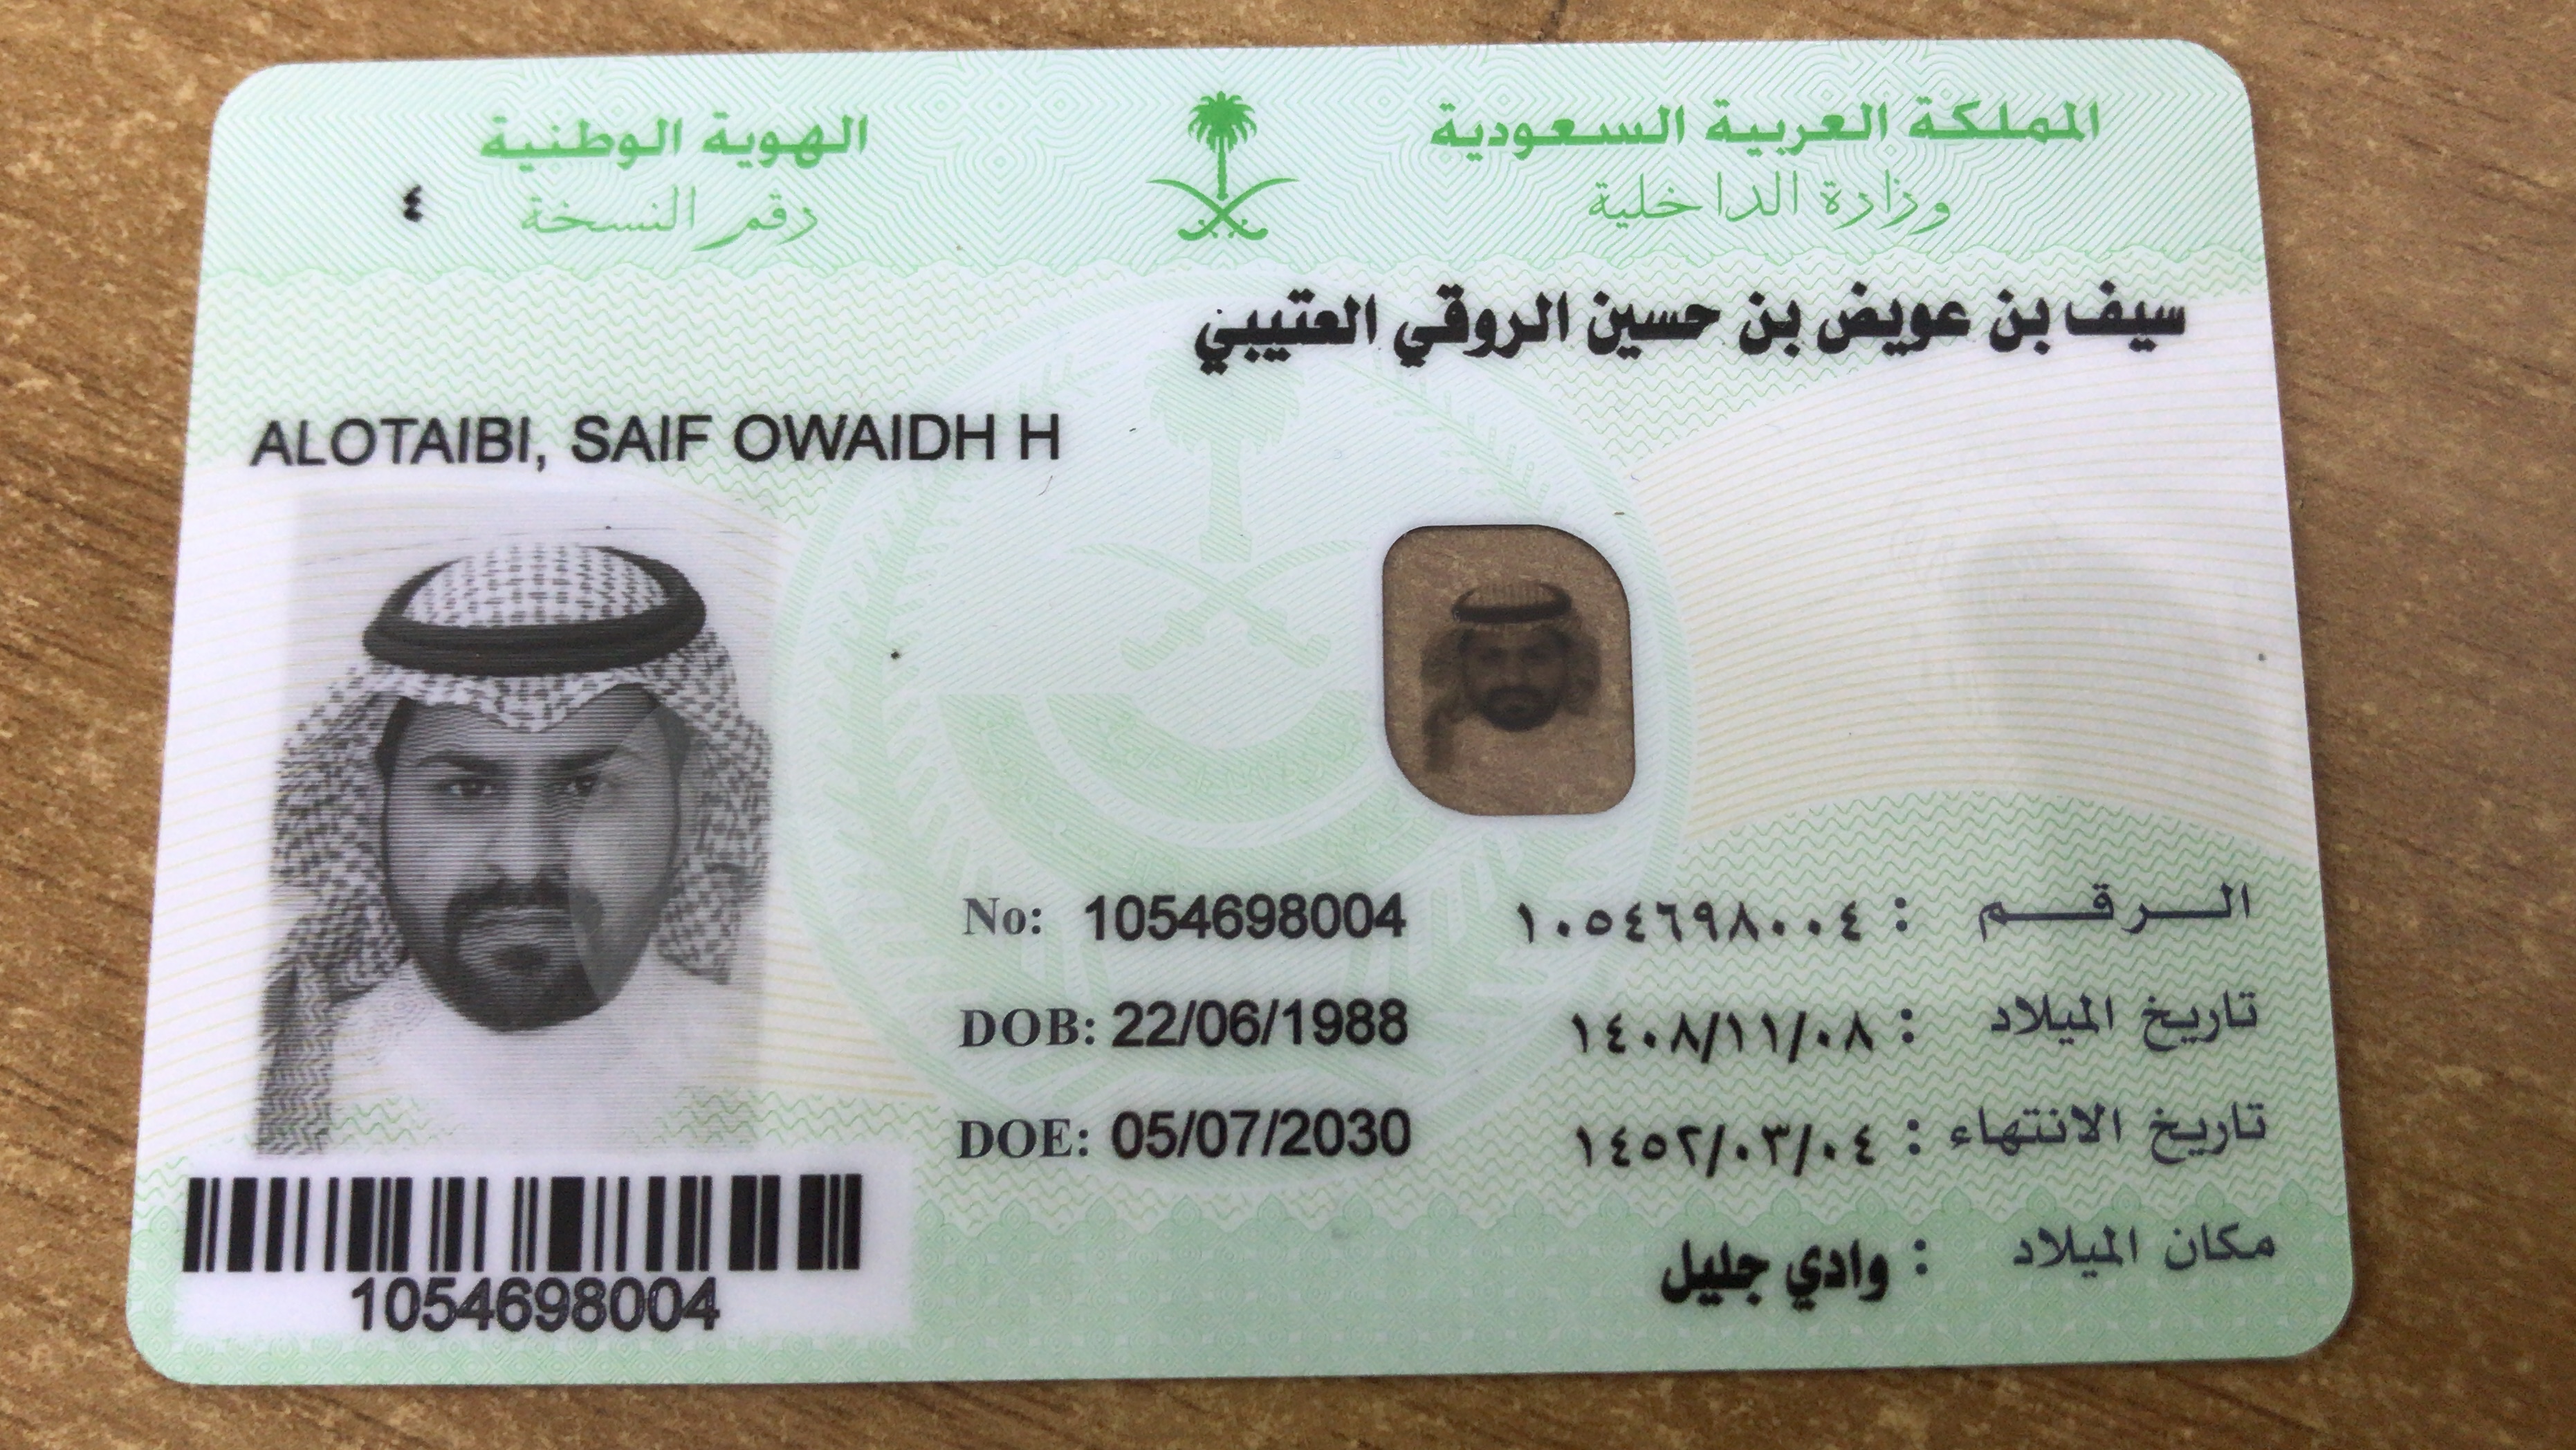 المملكة العربية السعودية
وزارة الداخلية
الهوية الوطنية
رقم النسخة ٤
سيف بن عويض بن حسين الروقي العتيبي
ALOTAIBI, SAIF OWAIDH H
الرقم : ١٠٥٤٦٩٨٠٠٤
No: 1054698004
تاريخ الميلاد : ١٤٠٨/١١/٠٨
DOB: 22/06/1988
تاريخ الانتهاء : ١٤٥٢/٠٣/٠٤
DOE: 05/07/2030
مكان الميلاد : وادي جليل
1054698004